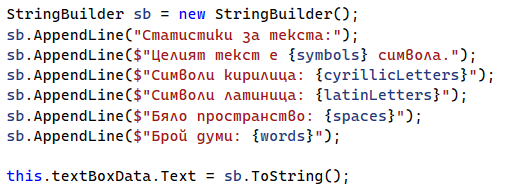 StringBuilder sb = new StringBuilder();
sb.AppendLine("Статистики за текста:");
sb.AppendLine($"Целият текст е {symbols} символа.");
sb.AppendLine($"Символи кирилица: {cyrillicLetters}");
sb.AppendLine($"Символи латиница: {latinLetters}");
sb.AppendLine($"Бяло пространство: {spaces}");
sb.AppendLine($"Брой думи: {words}");
this.textBoxData.Text = sb.ToString();